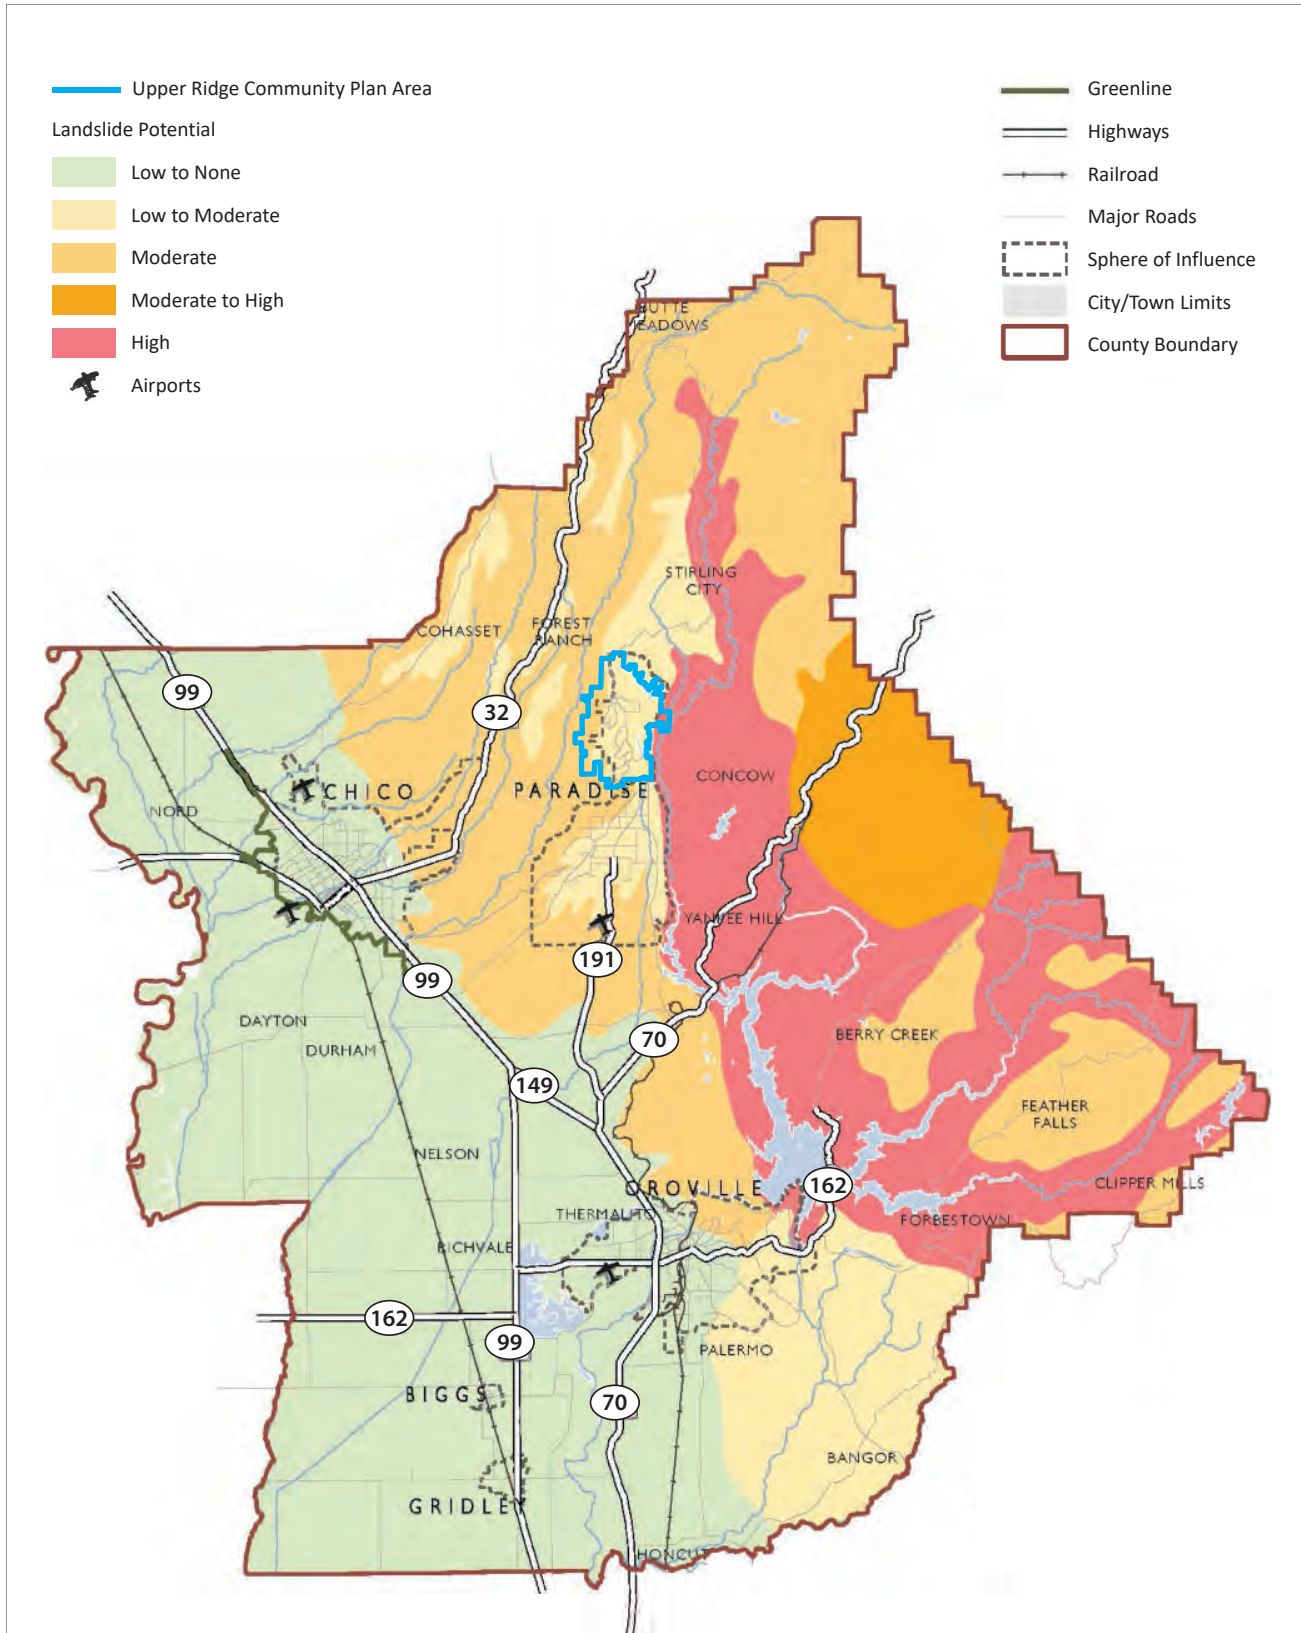 Upper Ridge Community Plan Area
Landslide Potential
Low to None
Low to Moderate
Moderate
Moderate to High
High
Airports
Greenline
Highways
Railroad
Major Roads
Sphere of Influence
City/Town Limits
County Boundary
BUTTE
MEADOWS
STIRLING
CITY
COHASSET
FOREST
RANCH
99
32
CONCOW
NORD
CHICO
PARADISE
YANKEE HILL
191
99
DAYTON
DURHAM
70
BERRY CREEK
149
FEATHER
FALLS
NELSON
OROVILLE
162
CLIPPER MILLS
THERMALITO
FORBESTOWN
RICHVALE
162
99
PALERMO
BIGGS
70
BANGOR
GRIDLEY
HONCUT